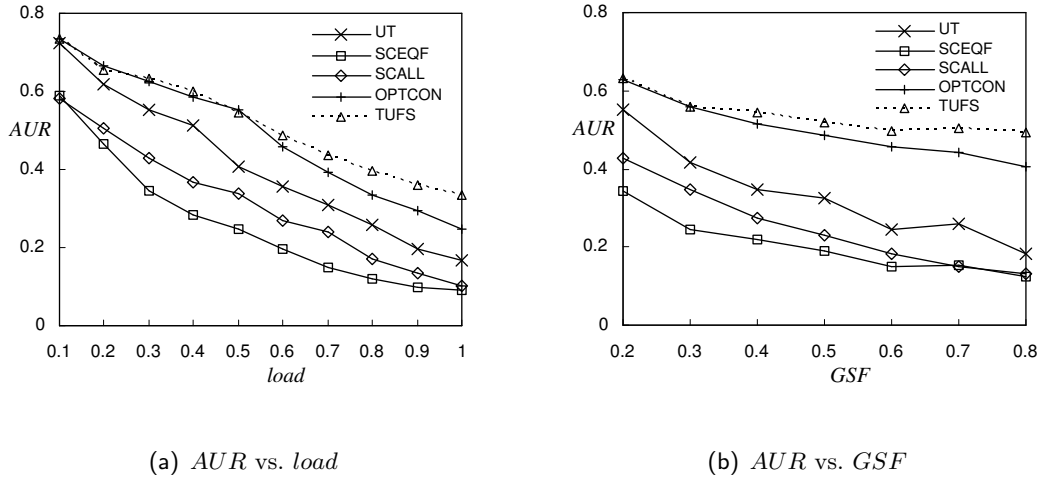 0.8
0.6
AUR
0.4
0.2
0
0.1 0.2 0.3 0.4 0.5 0.6 0.7 0.8 0.9 1
load
UT
SCEQF
SCALL
OPTCON
TUFS
(a) AUR vs. load
0.8
0.6
AUR
0.4
0.2
0
0.2 0.3 0.4 0.5 0.6 0.7 0.8
GSF
UT
SCEQF
SCALL
OPTCON
TUFS
(b) AUR vs. GSF